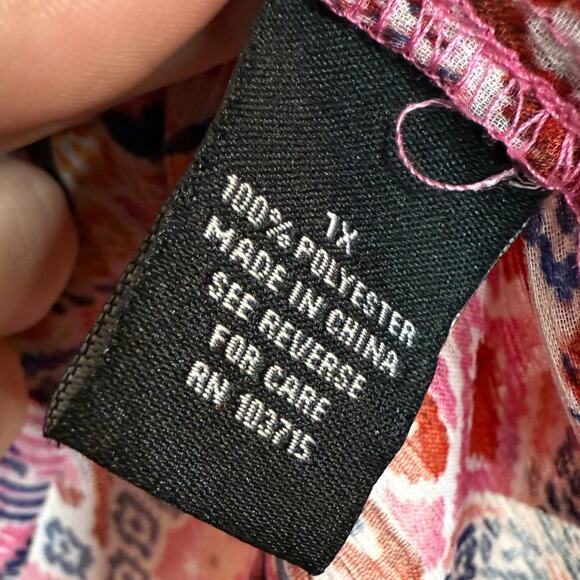 1X
100% POLYESTER
MADE IN CHINA
SEE REVERSE
FOR CARE
RN 103715